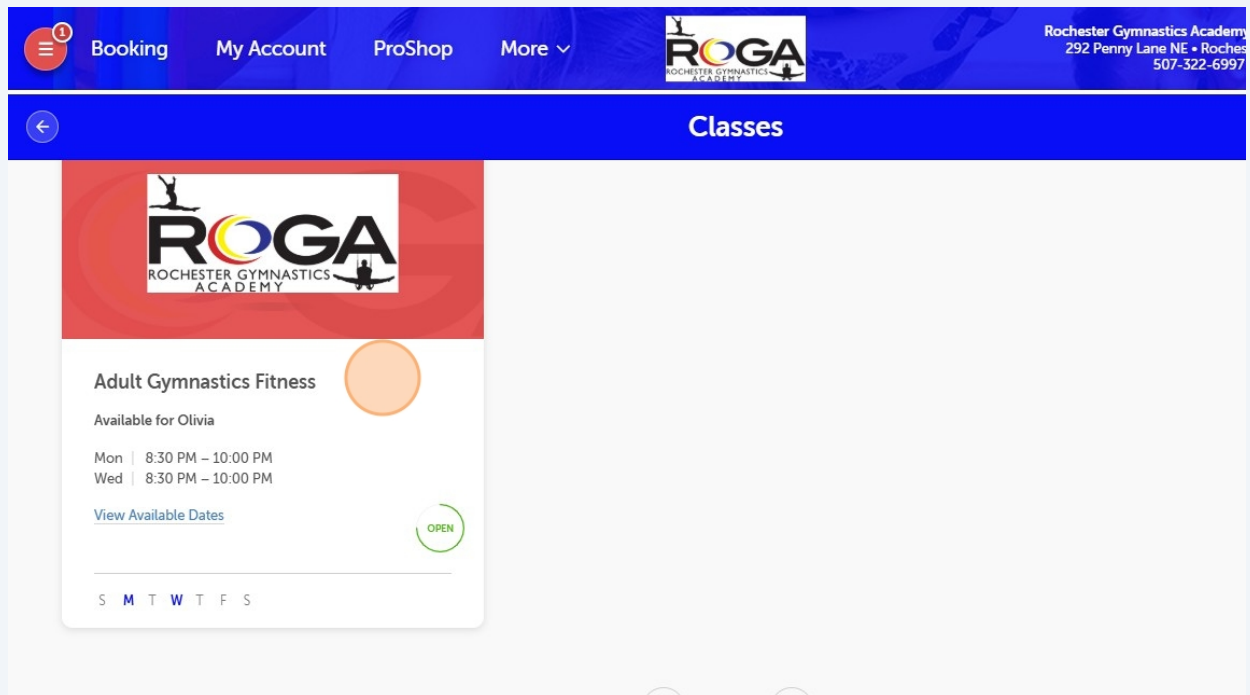 1
Booking My Account ProShop More
ROGA
ROCHESTER GYMNASTICS
ACADEMY
Rochester Gymnastics Academy
292 Penny Lane NE • Roches
507-322-6997
Classes
ROGA
ROCHESTER GYMNASTICS
ACADEMY
Adult Gymnastics Fitness
Available for Olivia
Mon | 8:30 PM – 10:00 PM
Wed | 8:30 PM – 10:00 PM
View Available Dates
OPEN
S M T W T F S